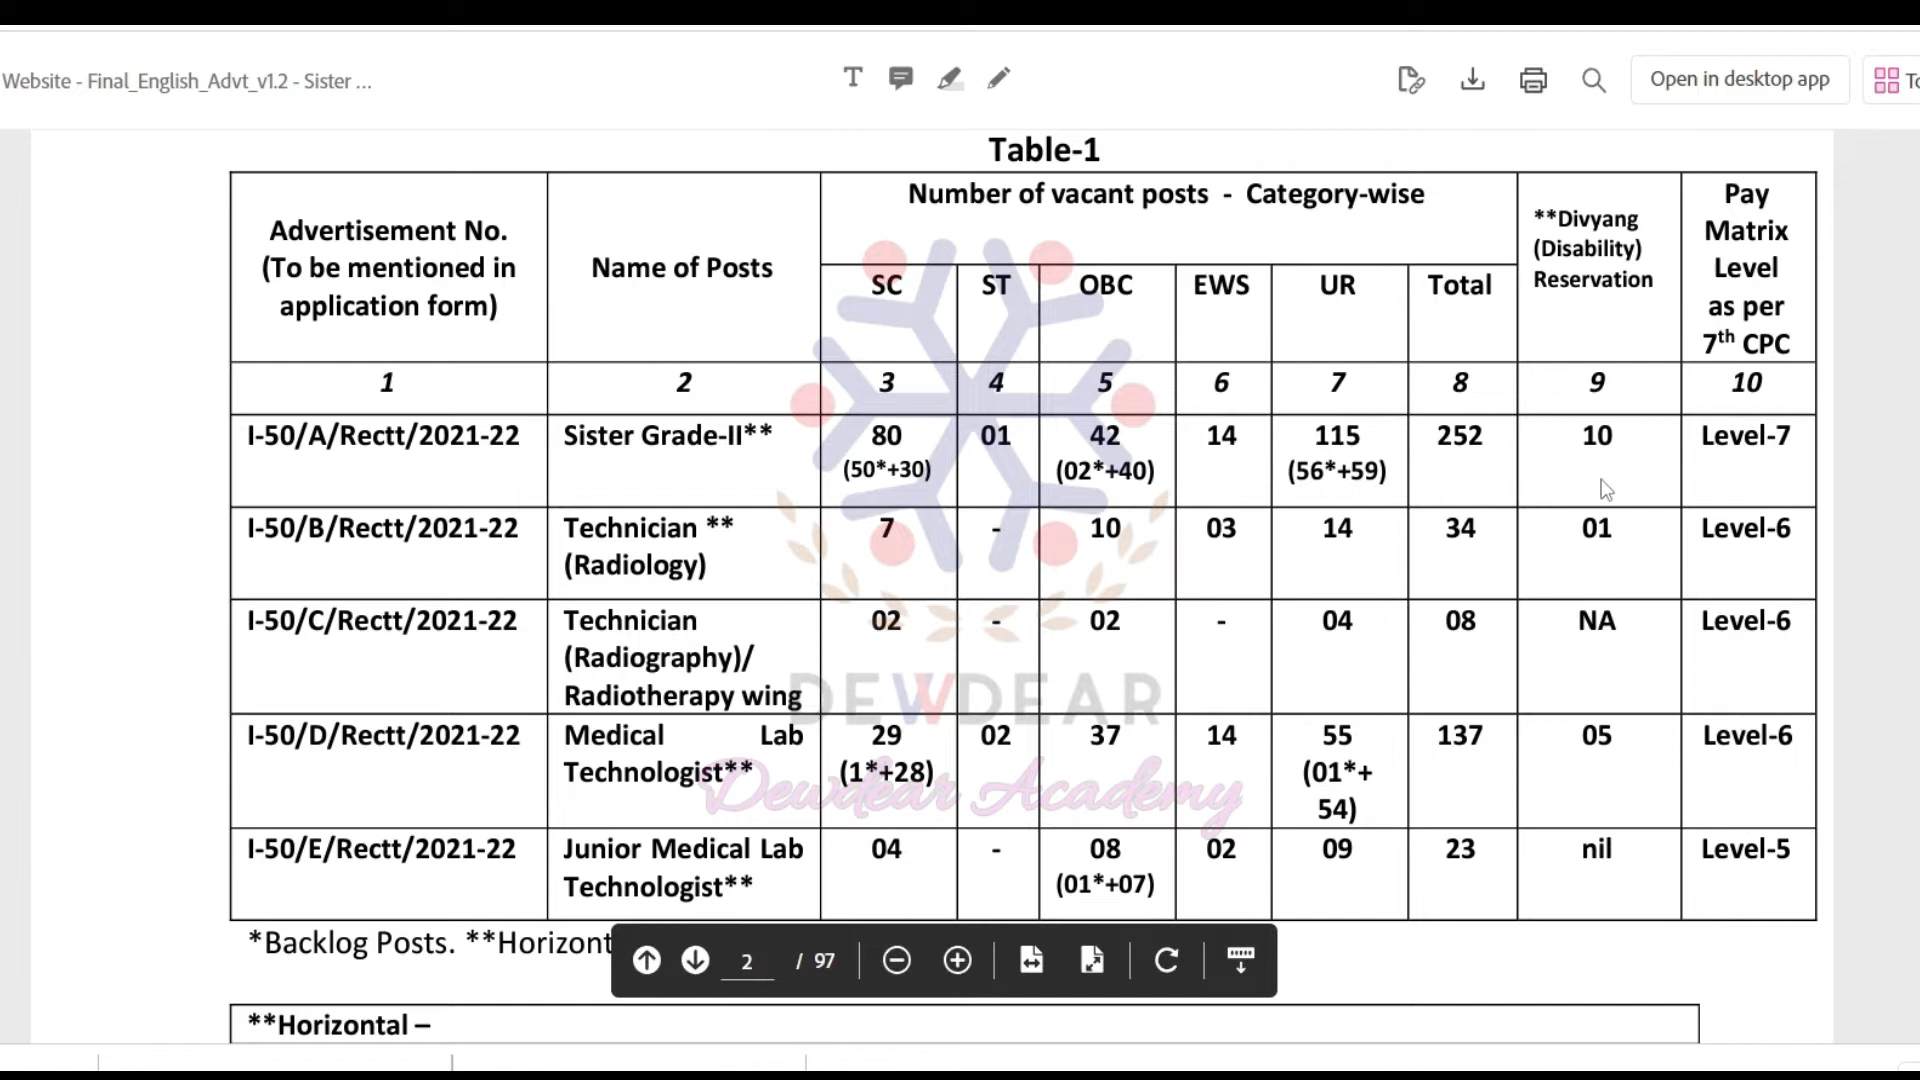 Website - Final_English_Advt_v1.2 - Sister ...
Open in desktop app
To
Table-1
Advertisement No.
(To be mentioned in
application form)
Name of Posts
Number of vacant posts - Category-wise
SC ST OBC EWS UR Total
**Divyang
(Disability)
Reservation
Pay
Matrix
Level
as per
7th CPC
1 2 3 4 5 6 7 8 9 10
I-50/A/Rectt/2021-22 Sister Grade-II** 80 01 42 14 115 252 10 Level-7
(50*+30) (02*+40) (56*+59)
I-50/B/Rectt/2021-22 Technician ** 7 - 10 03 14 34 01 Level-6
(Radiology)
I-50/C/Rectt/2021-22 Technician 02 - 02 - 04 08 NA Level-6
(Radiography)/
Radiotherapy wing
I-50/D/Rectt/2021-22 Medical Lab 29 02 37 14 55 137 05 Level-6
Technologist** (1*+28) (01*+
54)
I-50/E/Rectt/2021-22 Junior Medical Lab 04 - 08 02 09 23 nil Level-5
Technologist** (01*+07)
DEWDEAR
Dewdear Academy
*Backlog Posts. **Horizont
2 / 97
**Horizontal –